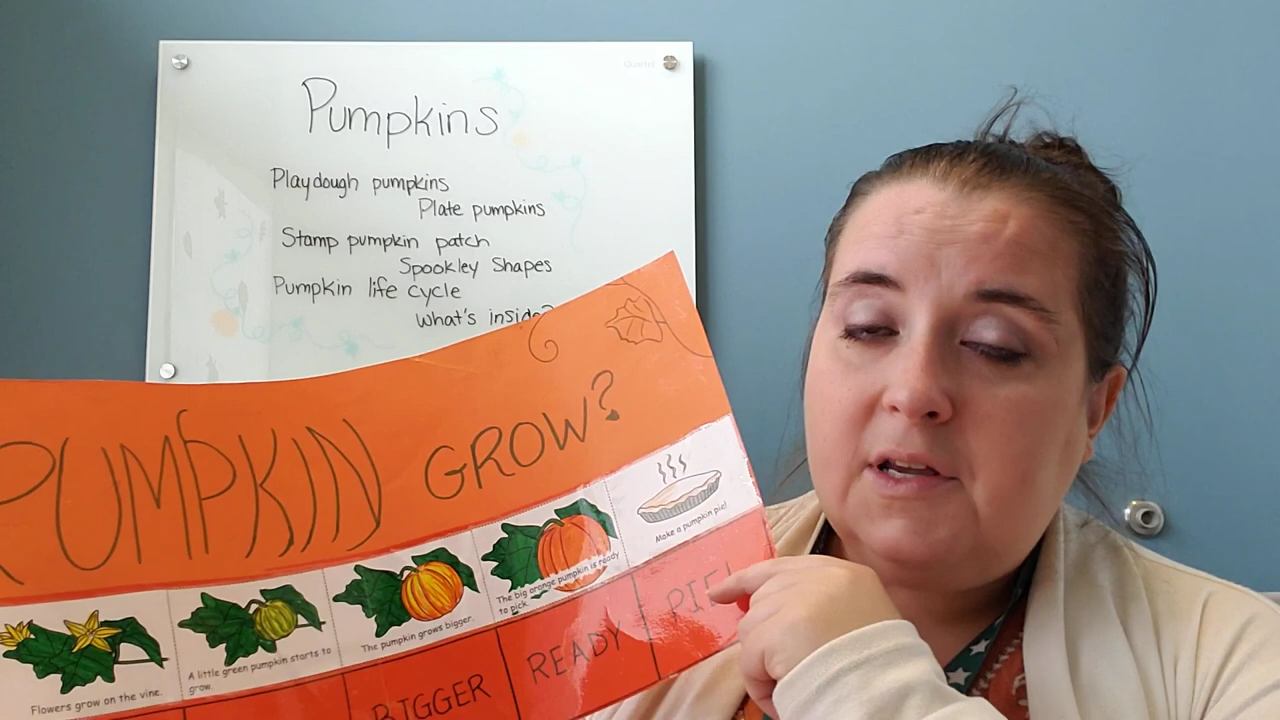 Quartet
Pumpkins
Playdough pumpkins
Plate pumpkins
Stamp pumpkin patch
Spookley Shapes
Pumpkin life cycle
What's inside?
PUMPKIN GROW?
Flowers grow on the vine.
A little green pumpkin starts to
grow.
The pumpkin grows bigger.
The big orange pumpkin is ready
to pick.
Make a pumpkin pie!
BIGGER
READY
PIE!